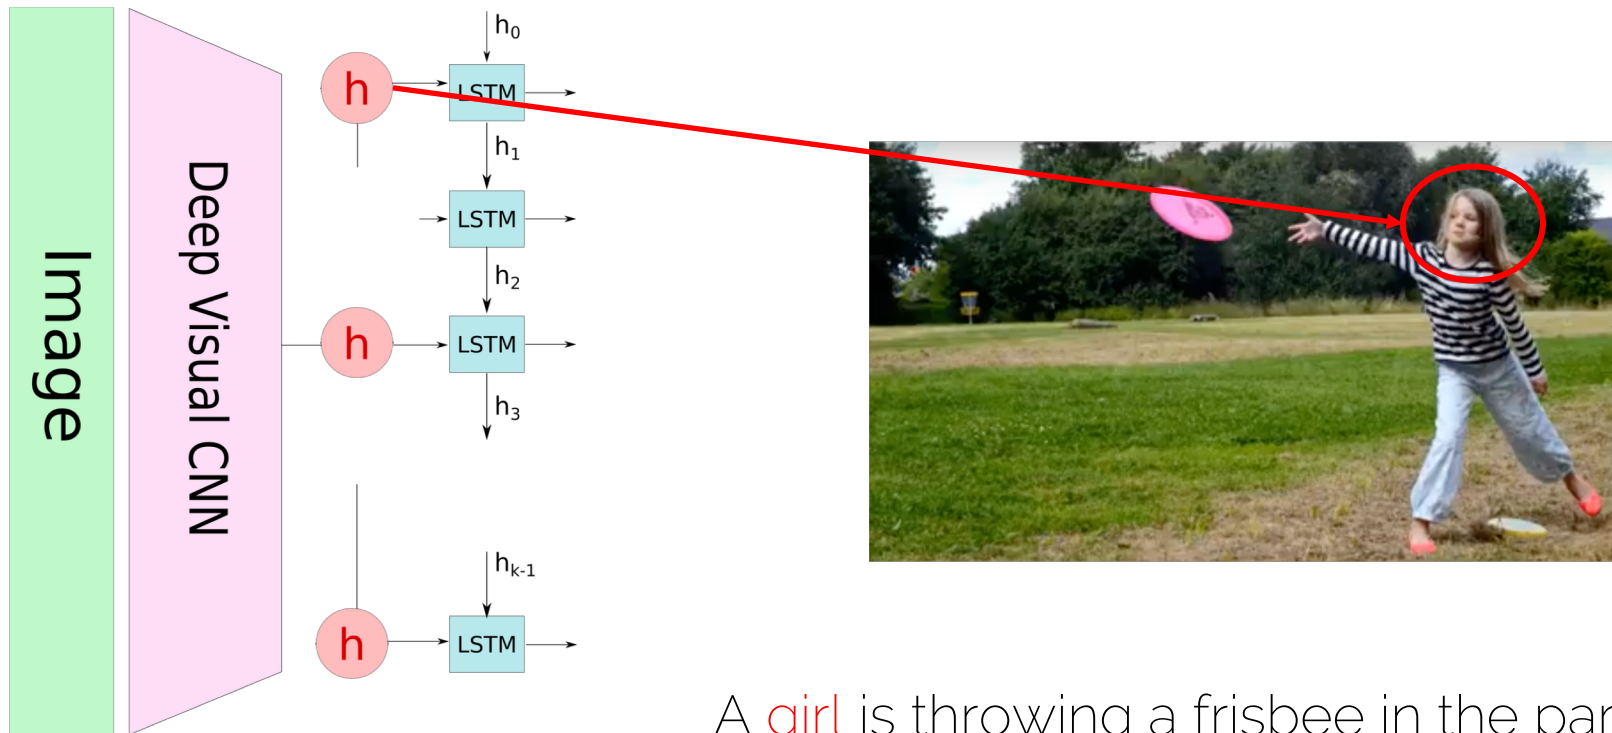 Image
Deep Visual CNN
h
h
h
h₀
LSTM
h₁
LSTM
h₂
LSTM
h₃
hₖ₋₁
LSTM
A girl is throwing a frisbee in the